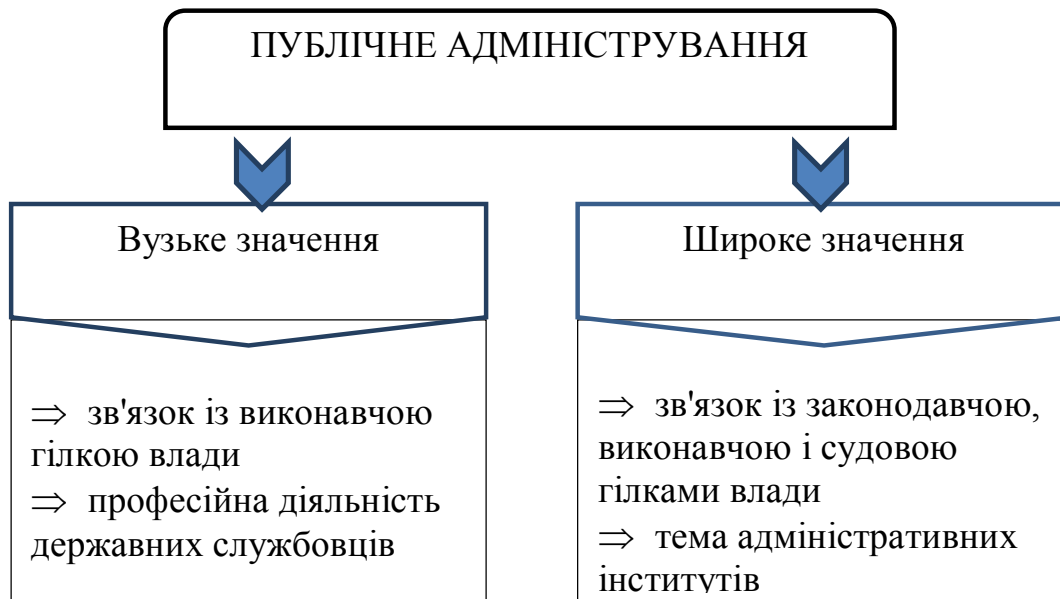 ПУБЛІЧНЕ АДМІНІСТРУВАННЯ
Вузьке значення
⇒ зв'язок із виконавчою
гілкою влади
⇒ професійна діяльність
державних службовців
Широке значення
⇒ зв'язок із законодавчою,
виконавчою і судовою
гілками влади
⇒ тема адміністративних
інститутів